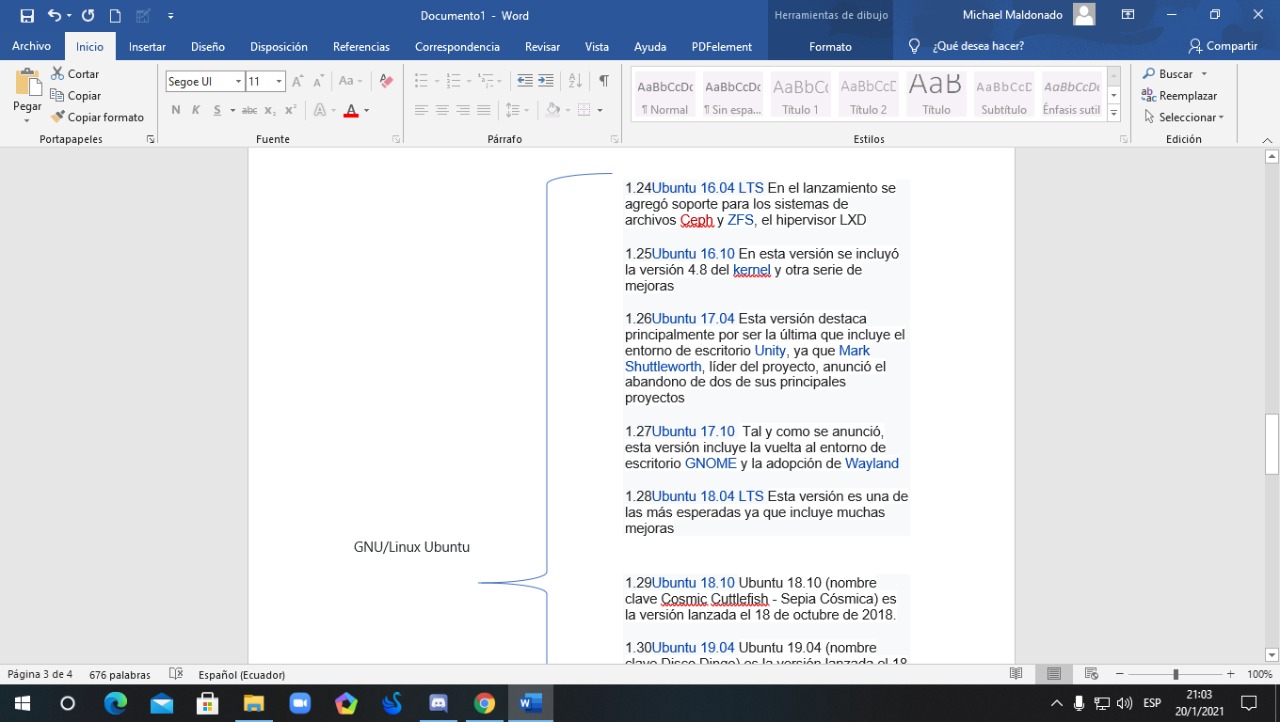 Documento1 - Word
Herramientas de dibujo
Michael Maldonado
Archivo
Inicio
Insertar
Diseño
Disposición
Referencias
Correspondencia
Revisar
Vista
Ayuda
PDFelement
Formato
¿Qué desea hacer?
Compartir
Pegar
Cortar
Copiar
Copiar formato
Portapapeles
Segoe UI
11
N K S abc x₂ x²
Aa
A
Fuente
Párrafo
AaBbCcDc
¶ Normal
AaBbCcDc
¶ Sin espa...
AaBbC
Título 1
AaBbCcC
Título 2
AaB
Título
AaBbCcD
Subtítulo
AaBbCcDc
Énfasis sutil
Estilos
Buscar
Reemplazar
Seleccionar
Edición
1.24Ubuntu 16.04 LTS En el lanzamiento se
agregó soporte para los sistemas de
archivos Ceph y ZFS, el hipervisor LXD
1.25Ubuntu 16.10 En esta versión se incluyó
la versión 4.8 del kernel y otra serie de
mejoras
1.26Ubuntu 17.04 Esta versión destaca
principalmente por ser la última que incluye el
entorno de escritorio Unity, ya que Mark
Shuttleworth, líder del proyecto, anunció el
abandono de dos de sus principales
proyectos
1.27Ubuntu 17.10 Tal y como se anunció,
esta versión incluye la vuelta al entorno de
escritorio GNOME y la adopción de Wayland
1.28Ubuntu 18.04 LTS Esta versión es una de
las más esperadas ya que incluye muchas
mejoras
GNU/Linux Ubuntu
1.29Ubuntu 18.10 Ubuntu 18.10 (nombre
clave Cosmic Cuttlefish - Sepia Cósmica) es
la versión lanzada el 18 de octubre de 2018.
1.30Ubuntu 19.04 Ubuntu 19.04 (nombre
clave Disco Dingo) es la versión lanzada el 18
Página 3 de 4
676 palabras
Español (Ecuador)
100%
ESP
21:03
20/1/2021